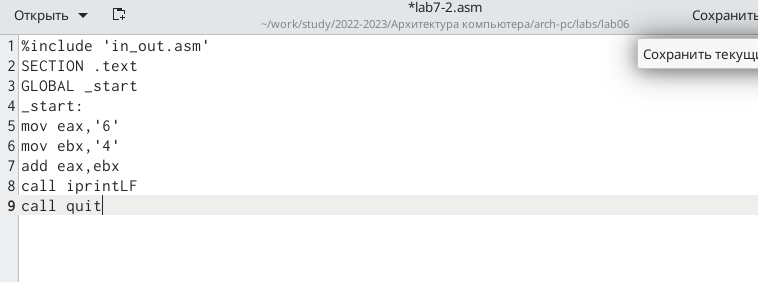 Открыть
*lab7-2.asm
~/work/study/2022-2023/Архитектура компьютера/arch-pc/labs/lab06
Сохранить
Сохранить текущи
1 %include 'in_out.asm'
2 SECTION .text
3 GLOBAL _start
4 _start:
5 mov eax,'6'
6 mov ebx,'4'
7 add eax,ebx
8 call iprintLF
9 call quit